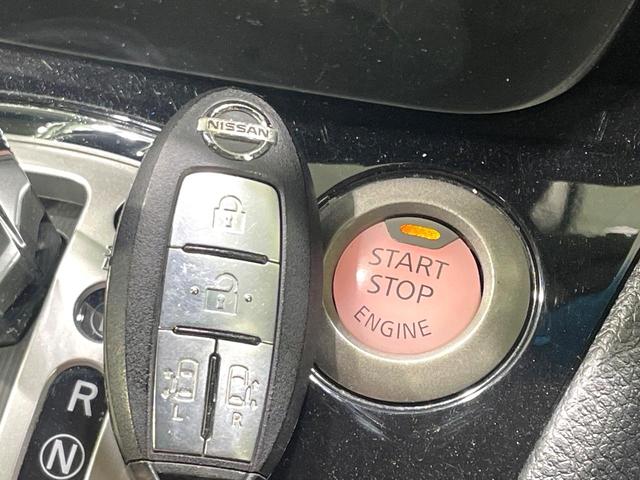 NISSAN
L
R
START
STOP
ENGINE
R
N